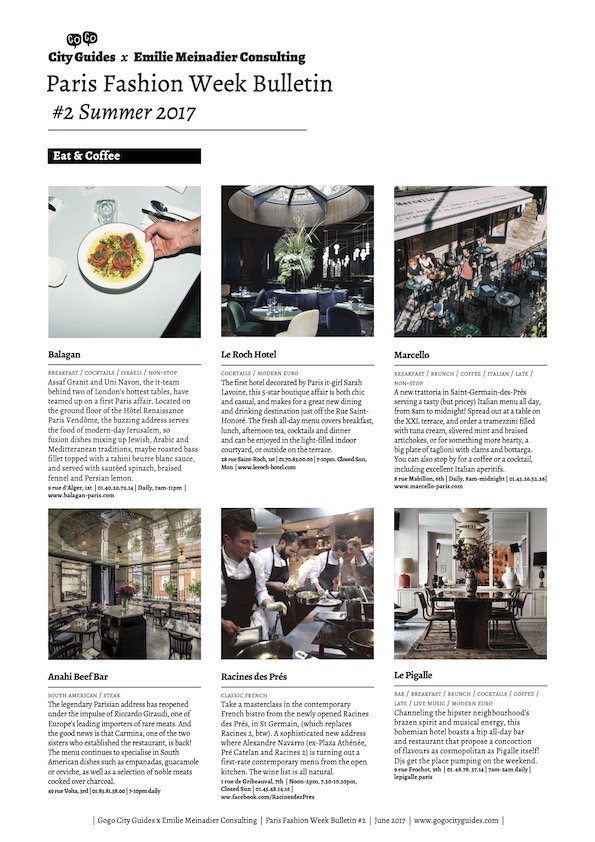 GO GO
City Guides x Emilie Meinadier Consulting
Paris Fashion Week Bulletin
#2 Summer 2017
Eat & Coffee
Balagan
BREAKFAST / COCKTAILS / ISRAELI / NON-STOP
Assaf Granit and Uni Navon, the it-team
behind two of London's hottest tables, have
teamed up on a first Paris affair. Located on
the ground floor of the Hôtel Renaissance
Paris Vendôme, the buzzing address serves
the food of modern-day Jerusalem, so
fusion dishes mixing up Jewish, Arabic and
Meditteranean traditions, maybe roasted bass
fillet topped with a tahini beurre blanc sauce,
and served with sautéed spinach, braised
fennel and Persian lemon.
9 rue d'Alger, 1st | 01.40.20.72.14 | Daily, 7am-11pm |
www.balagan-paris.com
Le Roch Hotel
COCKTAILS / MODERN EURO
The first hotel decorated by Paris it-girl Sarah
Lavoine, this 5-star boutique affair is both chic
and casual, and makes for a great new dining
and drinking destination just off the Rue Saint-
Honoré. The fresh all-day menu covers breakfast,
lunch, afternoon tea, cocktails and dinner
and can be enjoyed in the light-filled indoor
courtyard, or outside on the terrace.
28 rue Saint-Roch, 1st | 01.70.83.00.00 | 7-10pm. Closed Sun,
Mon | www.leroch-hotel.com
Marcello
Marcello
BREAKFAST / BRUNCH / COFFEE / ITALIAN / LATE /
NON-STOP
A new trattoria in Saint-Germain-des-Prés
serving a tasty (but pricey) Italian menu all day,
from 8am to midnight! Spread out at a table on
the XXL terrace, and order a tramezzini filled
with tuna cream, slivered mint and braised
artichokes, or for something more hearty, a
big plate of taglioni with clams and bottarga.
You can also stop by for a coffee or a cocktail,
including excellent Italian aperitifs.
8 rue Mabillon, 6th | Daily, 8am-midnight | 01.43.26.52.26|
www.marcello-paris.com
Anahi Beef Bar
SOUTH AMERICAN / STEAK
The legendary Parisian address has reopened
under the impulse of Riccardo Giraudi, one of
Europe's leading importers of rare meats. And
the good news is that Carmina, one of the two
sisters who established the restaurant, is back!
The menu continues to specialise in South
American dishes such as empanadas, guacamole
or ceviche, as well as a selection of noble meats
cooked over charcoal.
49 rue Volta, 3rd | 01.83.81.38.00 | 7-10pm daily
Racines des Prés
CLASSIC FRENCH
Take a masterclass in the contemporary
French bistro from the newly opened Racines
des Prés, in St Germain, (which replaces
Racines 2, btw). A sophisticated new address
where Alexandre Navarro (ex-Plaza Athénée,
Pré Catelan and Racines 2) is turning out a
first-rate contemporary menu from the open
kitchen. The wine list is all natural.
1 rue de Gribeauval, 7th | Noon-2pm, 7.30-10.30pm,
Closed Sun | 01.45.48.14.16 |
ww.facebook.com/RacinesdesPres
Le Pigalle
BAR / BREAKFAST / BRUNCH / COCKTAILS / COFFEE /
LATE / LIVE MUSIC / MODERN EURO
Channeling the hipster neighbourhood's
brazen spirit and musical energy, this
bohemian hotel boasts a hip all-day bar
and restaurant that propose a concoction
of flavours as cosmopolitan as Pigalle itself!
Djs get the place pumping on the weekend.
9 rue Frochot, 9th | 01. 48.78. 37.14 | 7am-2am daily |
lepigalle.paris
| Gogo City Guides x Emilie Meinadier Consulting | Paris Fashion Week Bulletin #2 | June 2017 | www.gogocityguides.com |